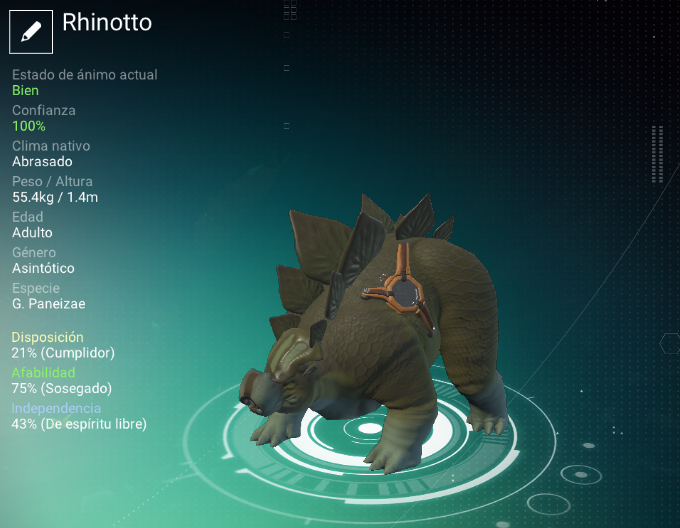 Rhinotto
Estado de ánimo actual
Bien
Confianza
100%
Clima nativo
Abrasado
Peso / Altura
55.4kg / 1.4m
Edad
Adulto
Género
Asintótico
Especie
G. Paneizae
Disposición
21% (Cumplidor)
Afabilidad
75% (Sosegado)
Independencia
43% (De espíritu libre)